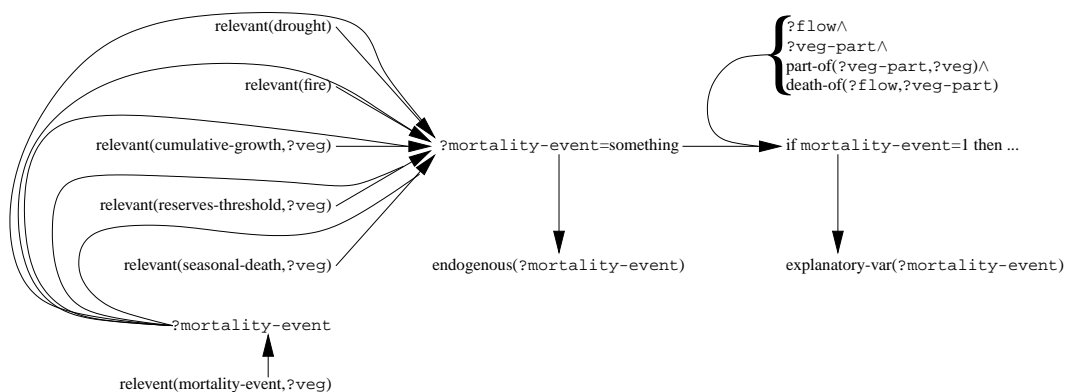 relevant(drought)
?flow∧
?veg-part∧
part-of(?veg-part,?veg)∧
death-of(?flow,?veg-part)
relevant(fire)
relevant(cumulative-growth,?veg)
?mortality-event=something
if mortality-event=1 then ...
relevant(reserves-threshold,?veg)
relevant(seasonal-death,?veg)
endogenous(?mortality-event)
explanatory-var(?mortality-event)
?mortality-event
relevent(mortality-event,?veg)